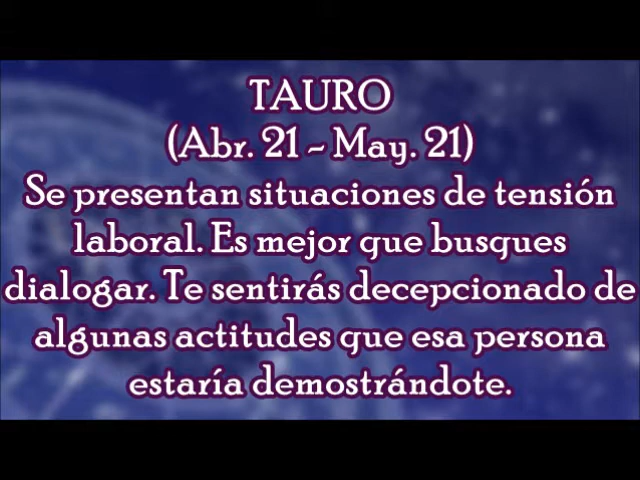 TAURO
(Abr. 21 - May. 21)
Se presentan situaciones de tensión
laboral. Es mejor que busques
dialogar. Te sentirás decepcionado de
algunas actitudes que esa persona
estaría demostrándote.